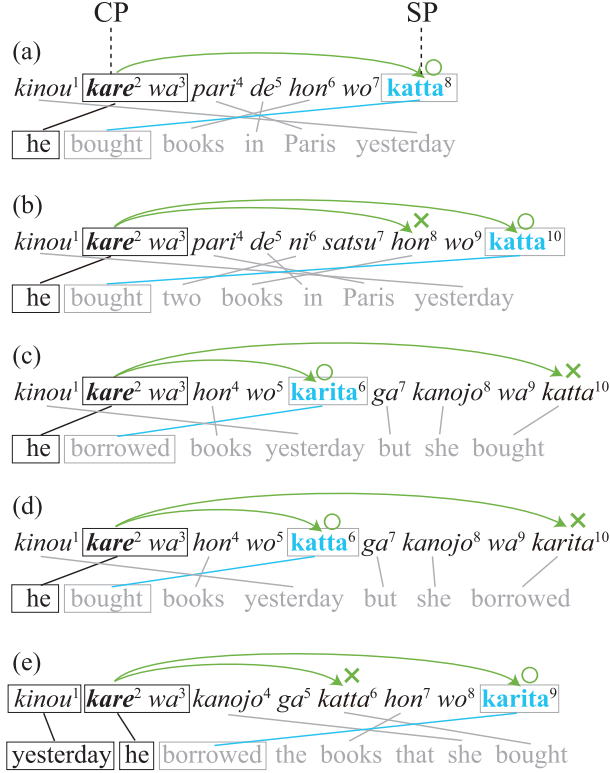 CP SP
(a)
kinou¹ kare² wa³ pari⁴ de⁵ hon⁶ wo⁷ katta⁸
he bought books in Paris yesterday
(b)
kinou¹ kare² wa³ pari⁴ de⁵ ni⁶ satsu⁷ hon⁸ wo⁹ katta¹⁰
he bought two books in Paris yesterday
(c)
kinou¹ kare² wa³ hon⁴ wo⁵ karita⁶ ga⁷ kanojo⁸ wa⁹ katta¹⁰
he borrowed books yesterday but she bought
(d)
kinou¹ kare² wa³ hon⁴ wo⁵ katta⁶ ga⁷ kanojo⁸ wa⁹ karita¹⁰
he bought books yesterday but she borrowed
(e)
kinou¹ kare² wa³ kanojo⁴ ga⁵ katta⁶ hon⁷ wo⁸ karita⁹
yesterday he borrowed the books that she bought